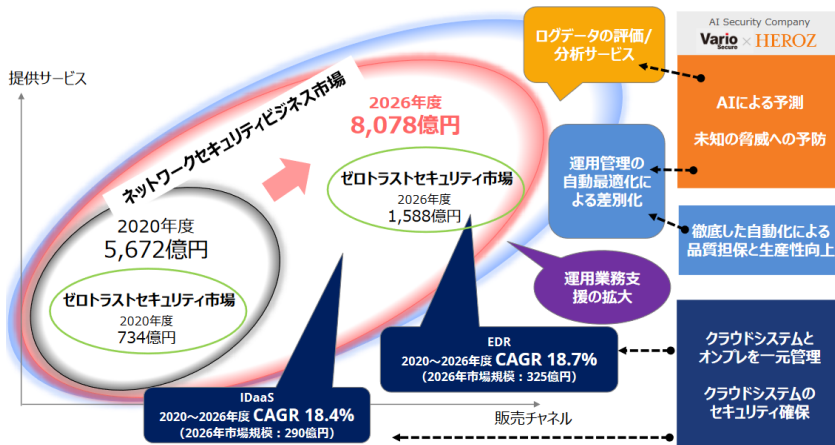 提供サービス
ネットワークセキュリティビジネス市場
2026年度
8,078億円
ゼロトラストセキュリティ市場
2026年度
1,588億円
2020年度
5,672億円
ゼロトラストセキュリティ市場
2020年度
734億円
ログデータの評価/
分析サービス
運用管理の
自動最適化に
よる差別化
運用業務支
援の拡大
EDR
2020～2026年度 CAGR 18.7%
(2026年市場規模：325億円)
IDaaS
2020～2026年度 CAGR 18.4%
(2026年市場規模：290億円)
販売チャネル
AI Security Company
Vario Secure × HEROZ
AIによる予測
未知の脅威への予防
徹底した自動化による
品質担保と生産性向上
クラウドシステムと
オンプレを一元管理
クラウドシステムの
セキュリティ確保